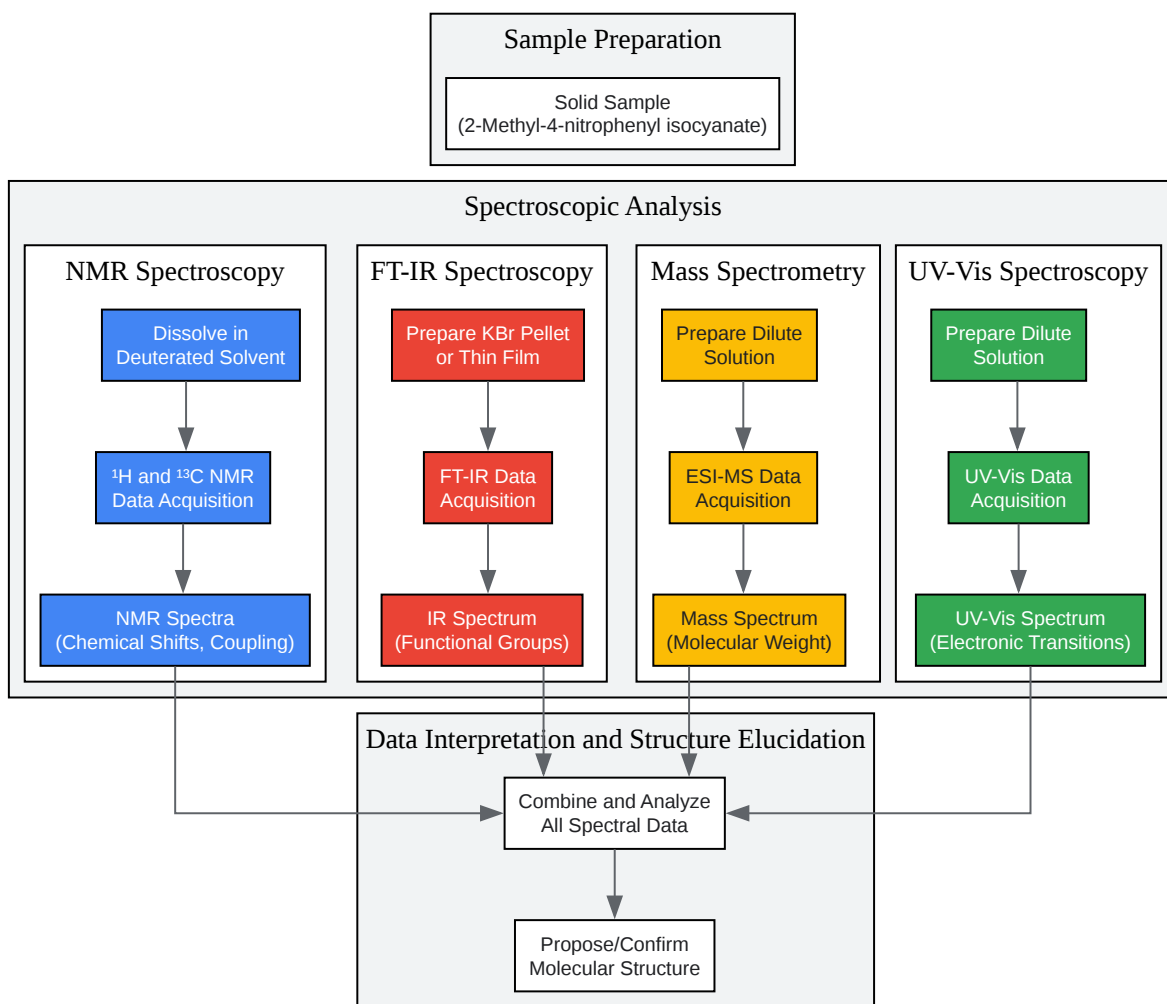 Sample Preparation
Solid Sample
(2-Methyl-4-nitrophenyl isocyanate)
Spectroscopic Analysis
NMR Spectroscopy
Dissolve in
Deuterated Solvent
¹H and ¹³C NMR
Data Acquisition
NMR Spectra
(Chemical Shifts, Coupling)
FT-IR Spectroscopy
Prepare KBr Pellet
or Thin Film
FT-IR Data
Acquisition
IR Spectrum
(Functional Groups)
Mass Spectrometry
Prepare Dilute
Solution
ESI-MS Data
Acquisition
Mass Spectrum
(Molecular Weight)
UV-Vis Spectroscopy
Prepare Dilute
Solution
UV-Vis Data
Acquisition
UV-Vis Spectrum
(Electronic Transitions)
Data Interpretation and Structure Elucidation
Combine and Analyze
All Spectral Data
Propose/Confirm
Molecular Structure